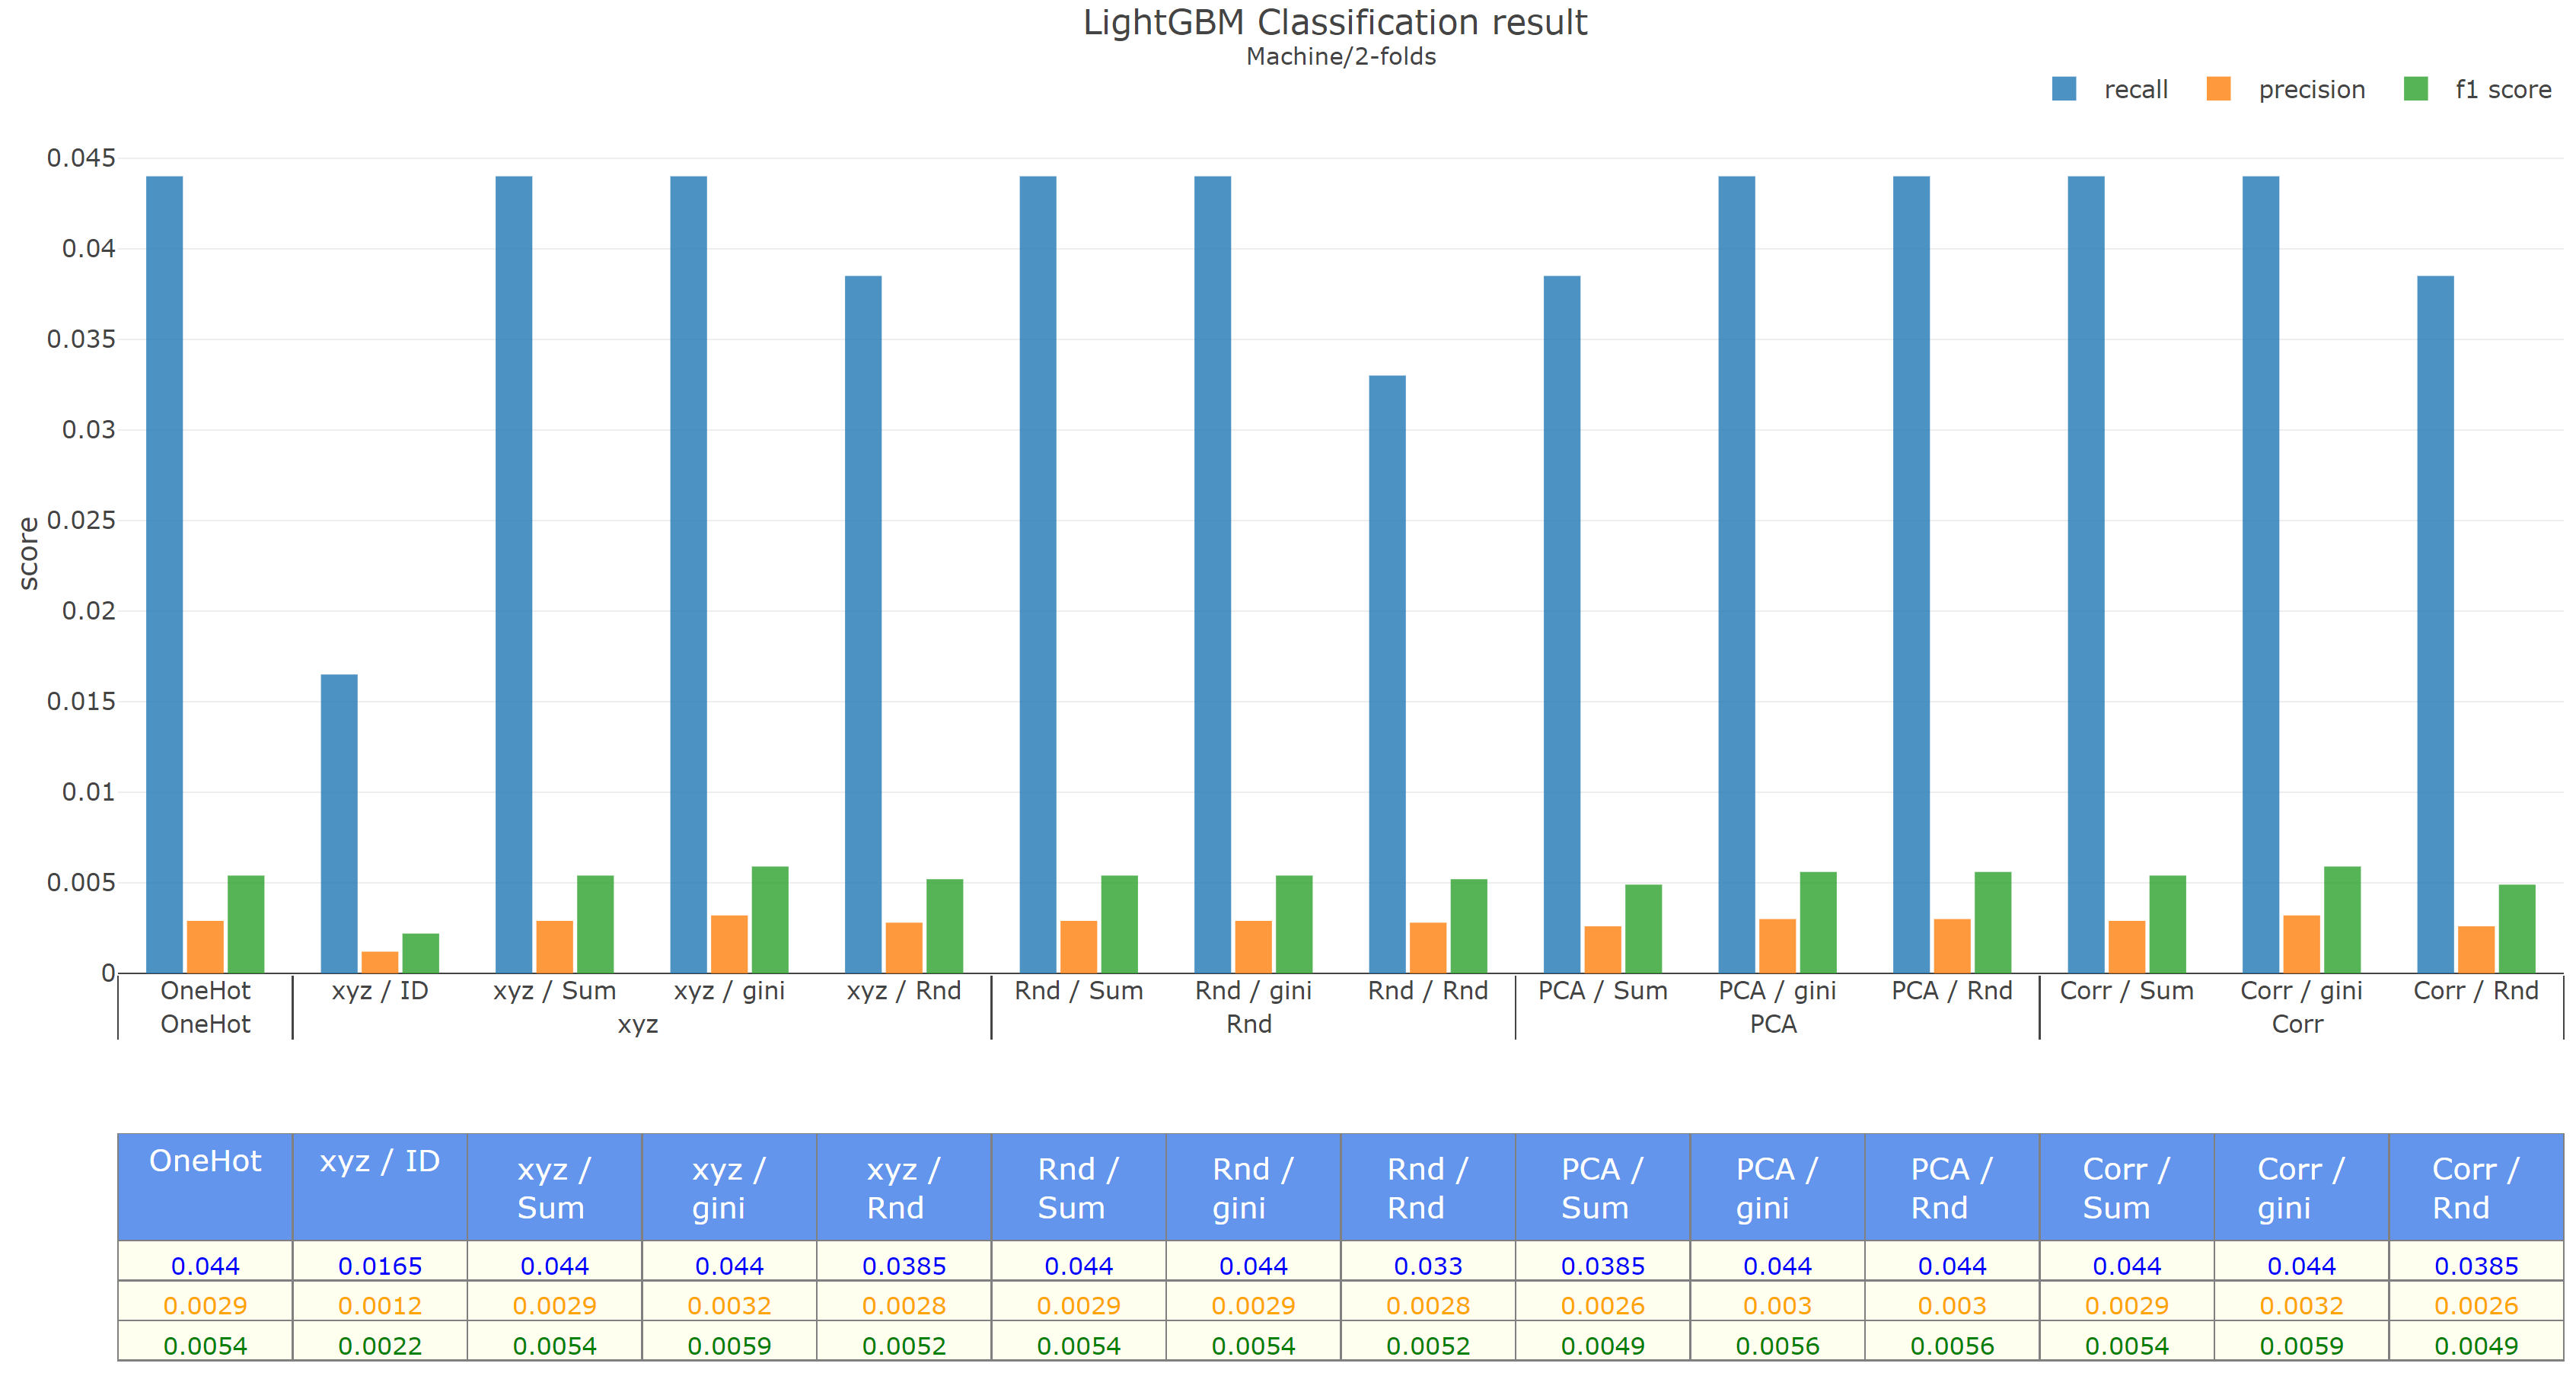 LightGBM Classification result
Machine/2-folds
recall precision f1 score
0.045
0.04
0.035
0.03
0.025
0.02
0.015
0.01
0.005
0
score
OneHot xyz / ID xyz / Sum xyz / gini xyz / Rnd Rnd / Sum Rnd / gini Rnd / Rnd PCA / Sum PCA / gini PCA / Rnd Corr / Sum Corr / gini Corr / Rnd
OneHot xyz Rnd PCA Corr
OneHot xyz / ID xyz / Sum xyz / gini xyz / Rnd Rnd / Sum Rnd / gini Rnd / Rnd PCA / Sum PCA / gini PCA / Rnd Corr / Sum Corr / gini Corr / Rnd
0.044 0.0165 0.044 0.044 0.0385 0.044 0.044 0.033 0.0385 0.044 0.044 0.044 0.044 0.0385
0.0029 0.0012 0.0029 0.0032 0.0028 0.0029 0.0029 0.0028 0.0026 0.003 0.003 0.0029 0.0032 0.0026
0.0054 0.0022 0.0054 0.0059 0.0052 0.0054 0.0054 0.0052 0.0049 0.0056 0.0056 0.0054 0.0059 0.0049